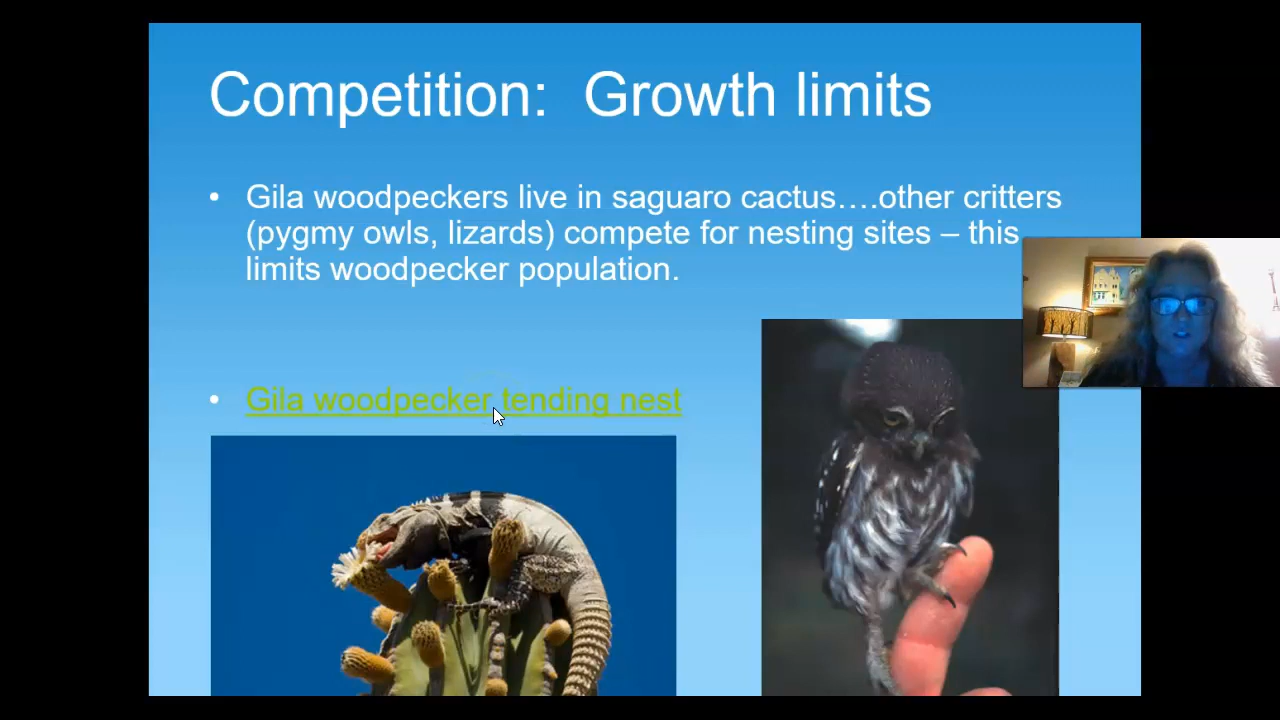 Competition:  Growth limits
• Gila woodpeckers live in saguaro cactus….other critters
(pygmy owls, lizards) compete for nesting sites – this
limits woodpecker population.
• Gila woodpecker tending nest